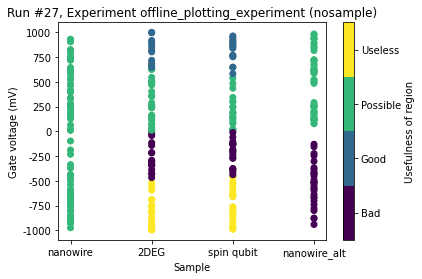 Run #27, Experiment offline_plotting_experiment (nosample)
1000
750
500
250
0
-250
-500
-750
-1000
Gate voltage (mV)
nanowire
2DEG
spin qubit
nanowire_alt
Sample
Useless
Possible
Good
Bad
Usefulness of region